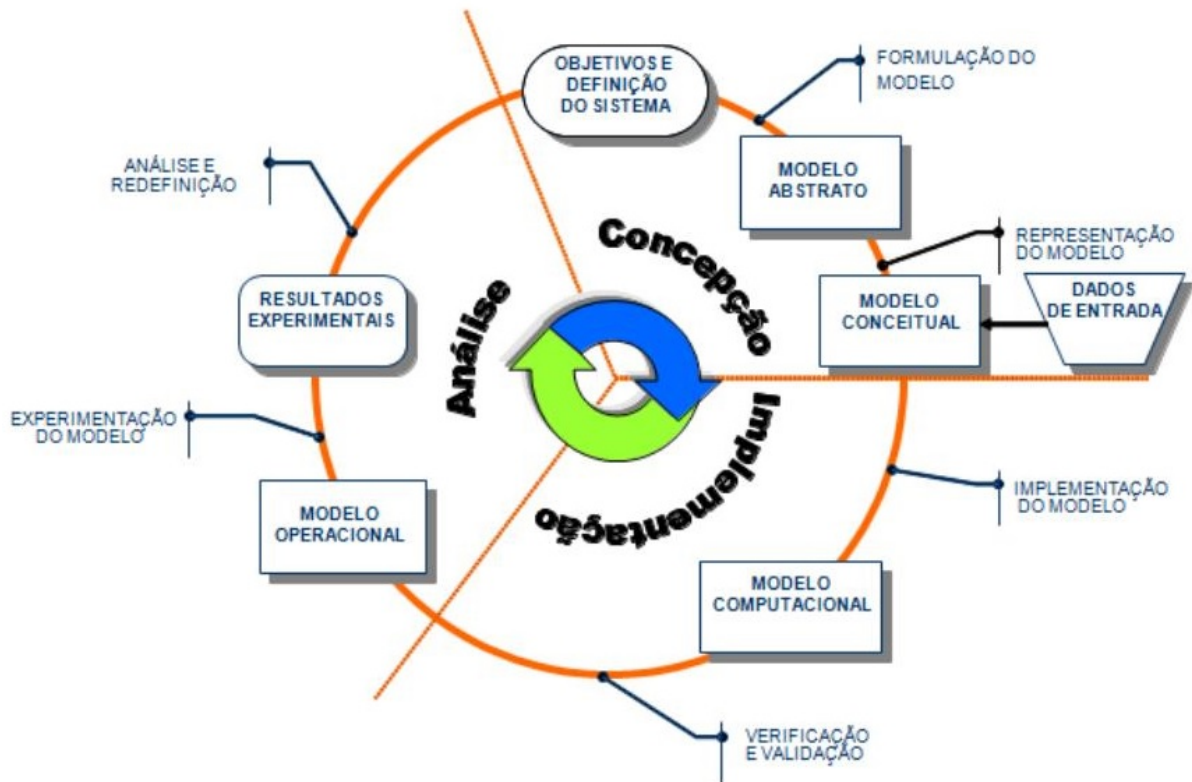 OBJETIVOS E
DEFINIÇÃO
DO SISTEMA
FORMULAÇÃO DO
MODELO
MODELO
ABSTRATO
REPRESENTAÇÃO
DO MODELO
MODELO
CONCEITUAL
DADOS
DE ENTRADA
Concepção
IMPLEMENTAÇÃO
DO MODELO
Implementação
MODELO
COMPUTACIONAL
VERIFICAÇÃO
E VALIDAÇÃO
MODELO
OPERACIONAL
EXPERIMENTAÇÃO
DO MODELO
Análise
RESULTADOS
EXPERIMENTAIS
ANÁLISE E
REDEFINIÇÃO